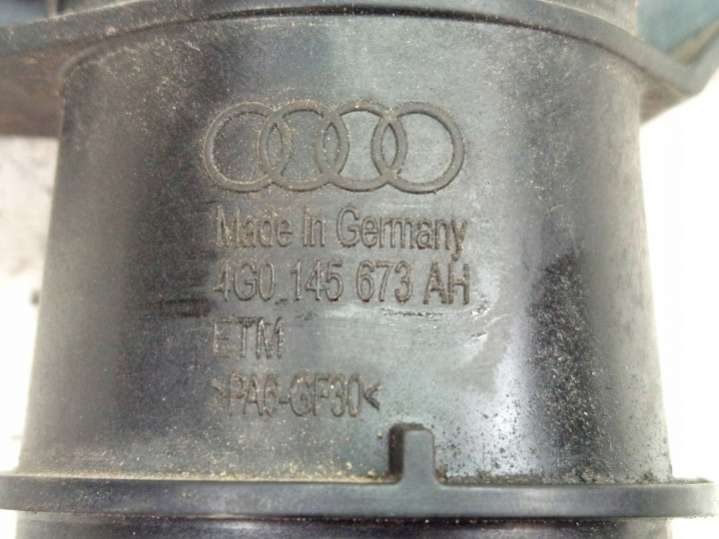 Made In Germany
4G0 145 673 AH
ETM
>PA6-GF30<